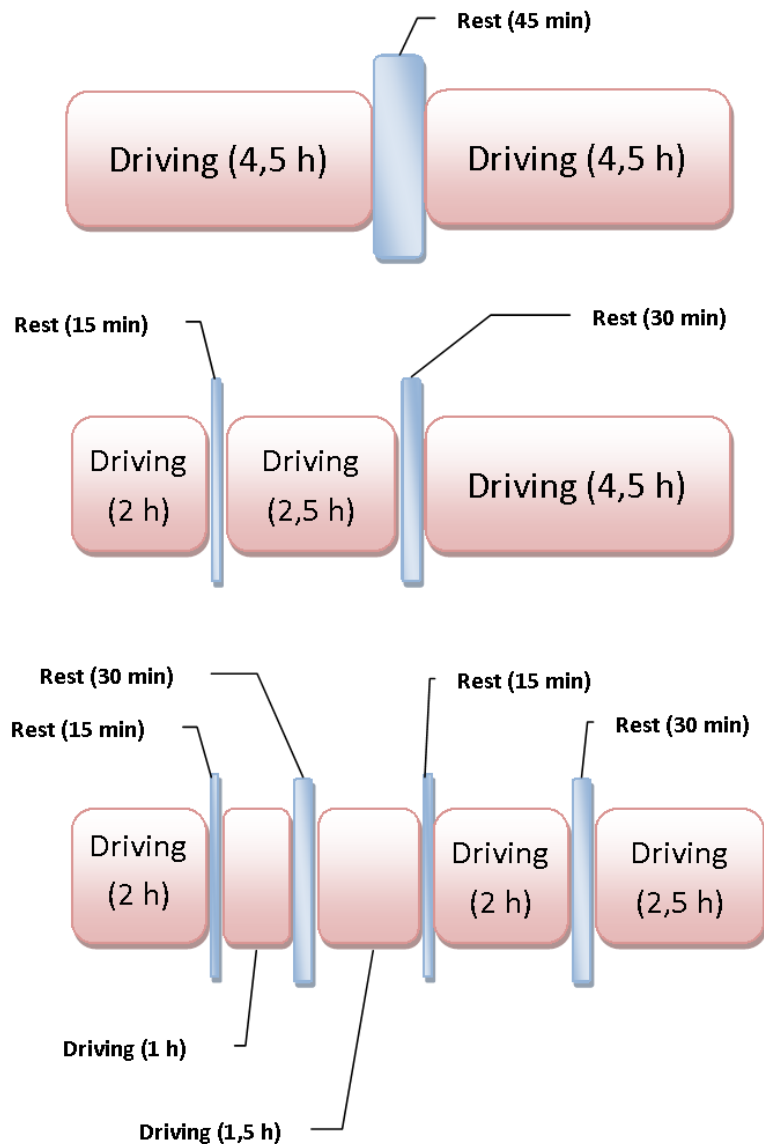 Rest (45 min)
Driving (4,5 h)
Driving (4,5 h)
Rest (15 min)
Rest (30 min)
Driving
(2 h)
Driving
(2,5 h)
Driving (4,5 h)
Rest (30 min)
Rest (15 min)
Rest (15 min)
Rest (30 min)
Driving
(2 h)
Driving
(2 h)
Driving
(2,5 h)
Driving (1 h)
Driving (1,5 h)